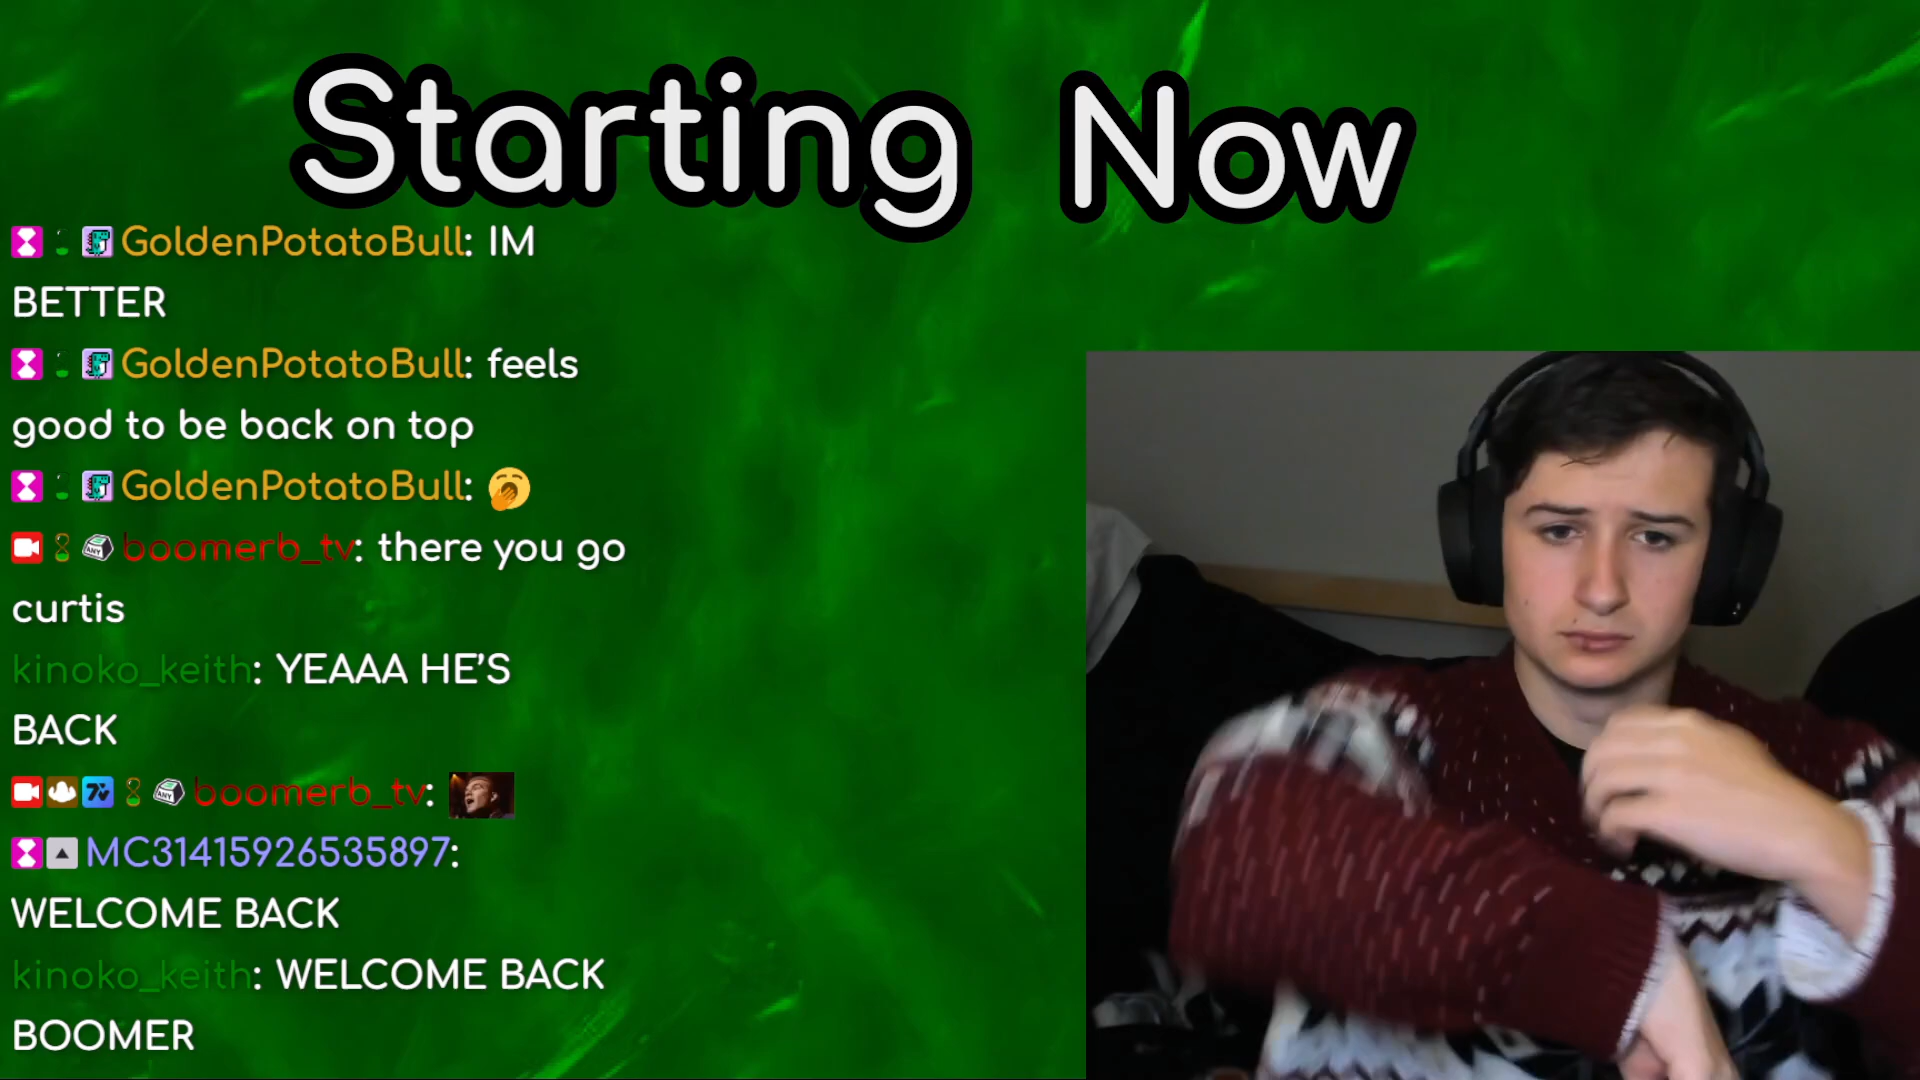 Starting Now
GoldenPotatoBull: IM
BETTER
GoldenPotatoBull: feels
good to be back on top
GoldenPotatoBull: 🥱
boomerb_tv: there you go
curtis
kinoko_keith: YEAAA HE'S
BACK
boomerb_tv:
MC31415926535897:
WELCOME BACK
kinoko_keith: WELCOME BACK
BOOMER